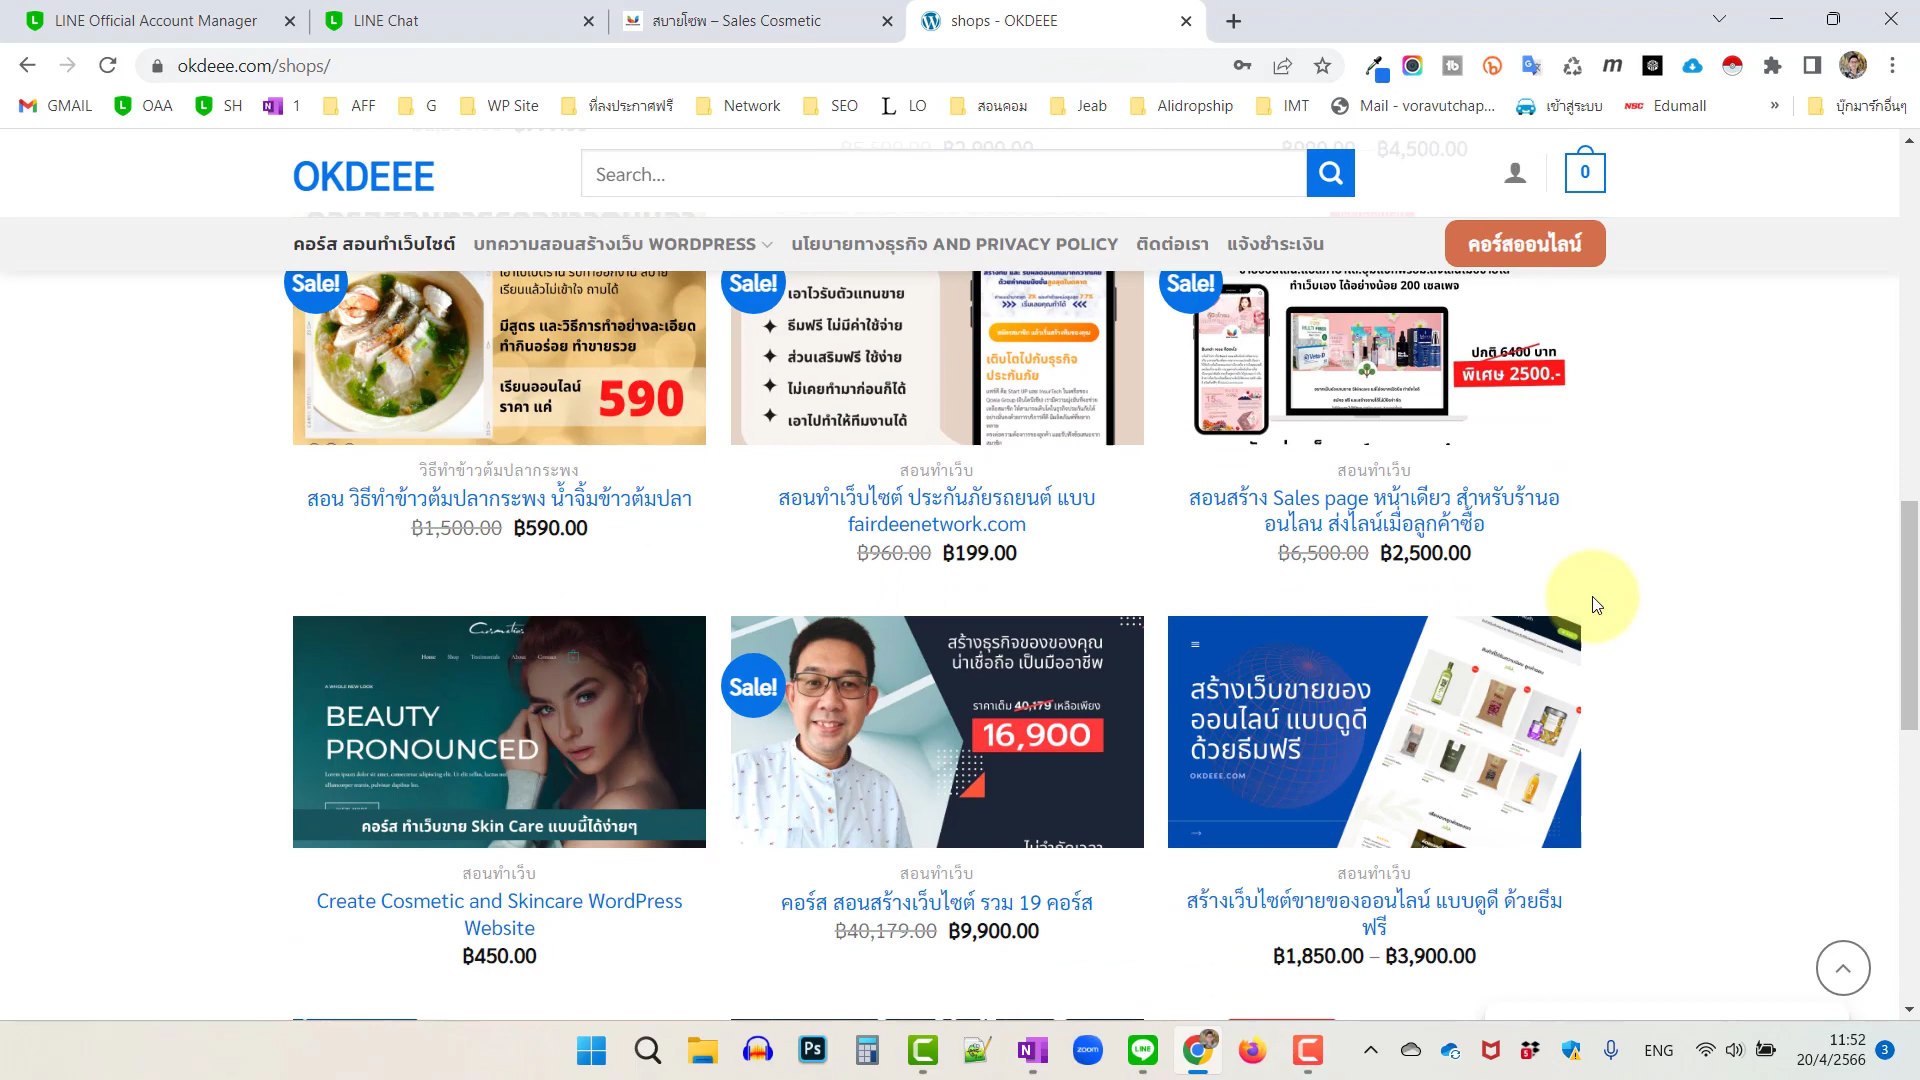 LINE Official Account Manager
LINE Chat
สบายโซพ – Sales Cosmetic
shops - OKDEEE
okdeee.com/shops/
GMAIL
OAA
SH
1
AFF
G
WP Site
ที่ลงประกาศฟรี
Network
SEO
LO
สอนคอม
Jeab
Alidropship
IMT
Mail - voravutchap...
เข้าสู่ระบบ
NSC Edumall
»
บุ๊กมาร์กอื่นๆ
฿4,500.00
OKDEEE
Search...
0
คอร์ส สอนทำเว็บไซต์
บทความสอนสร้างเว็บ WORDPRESS
นโยบายทางธุรกิจ AND PRIVACY POLICY
ติดต่อเรา
แจ้งชำระเงิน
คอร์สออนไลน์
Sale!
เรียนแล้วไม่เข้าใจ ถามได้
มีสูตร และวิธีการทำอย่างละเอียด
ทำกินอร่อย ทำขายรวย
เรียนออนไลน์
ราคา แค่
590
Sale!
เอาไวรับตัวแทนขาย
ธีมฟรี ไม่มีค่าใช้จ่าย
ส่วนเสริมฟรี ใช้ง่าย
ไม่เคยทำมาก่อนก็ได้
เอาไปทำให้ทีมงานได้
เติบโตไปกับธุรกิจ
ประกันภัย
Sale!
ทำเว็บเอง ได้อย่างน้อย 200 เซลเพจ
ปกติ 6400 บาท
พิเศษ 2500.-
วิธีทำข้าวต้มปลากระพง
สอน วิธีทำข้าวต้มปลากระพง น้ำจิ้มข้าวต้มปลา
฿1,500.00 ฿590.00
สอนทำเว็บ
สอนทำเว็บไซต์ ประกันภัยรถยนต์ แบบ
fairdeenetwork.com
฿960.00 ฿199.00
สอนทำเว็บ
สอนสร้าง Sales page หน้าเดียว สำหรับร้านอ
อนไลน ส่งไลน์เมื่อลูกค้าซื้อ
฿6,500.00 ฿2,500.00
Cosmetics
Home Shop Testimonials About Contact
A WHOLE NEW LOOK
BEAUTY
PRONOUNCED
คอร์ส ทำเว็บขาย Skin Care แบบนี้ได้ง่ายๆ
Sale!
สร้างธุรกิจของของคุณ
น่าเชื่อถือ เป็นมืออาชีพ
ราคาเต็ม 40,179 เหลือเพียง
16,900
สร้างเว็บขายของ
ออนไลน์ แบบดูดี
ด้วยธีมฟรี
OKDEEE.COM
สอนทำเว็บ
Create Cosmetic and Skincare WordPress
Website
฿450.00
สอนทำเว็บ
คอร์ส สอนสร้างเว็บไซต์ รวม 19 คอร์ส
฿40,179.00 ฿9,900.00
สอนทำเว็บ
สร้างเว็บไซต์ขายของออนไลน์ แบบดูดี ด้วยธีม
ฟรี
฿1,850.00 – ฿3,900.00
Ps
zoom
LINE
5
ENG
11:52
20/4/2566
3